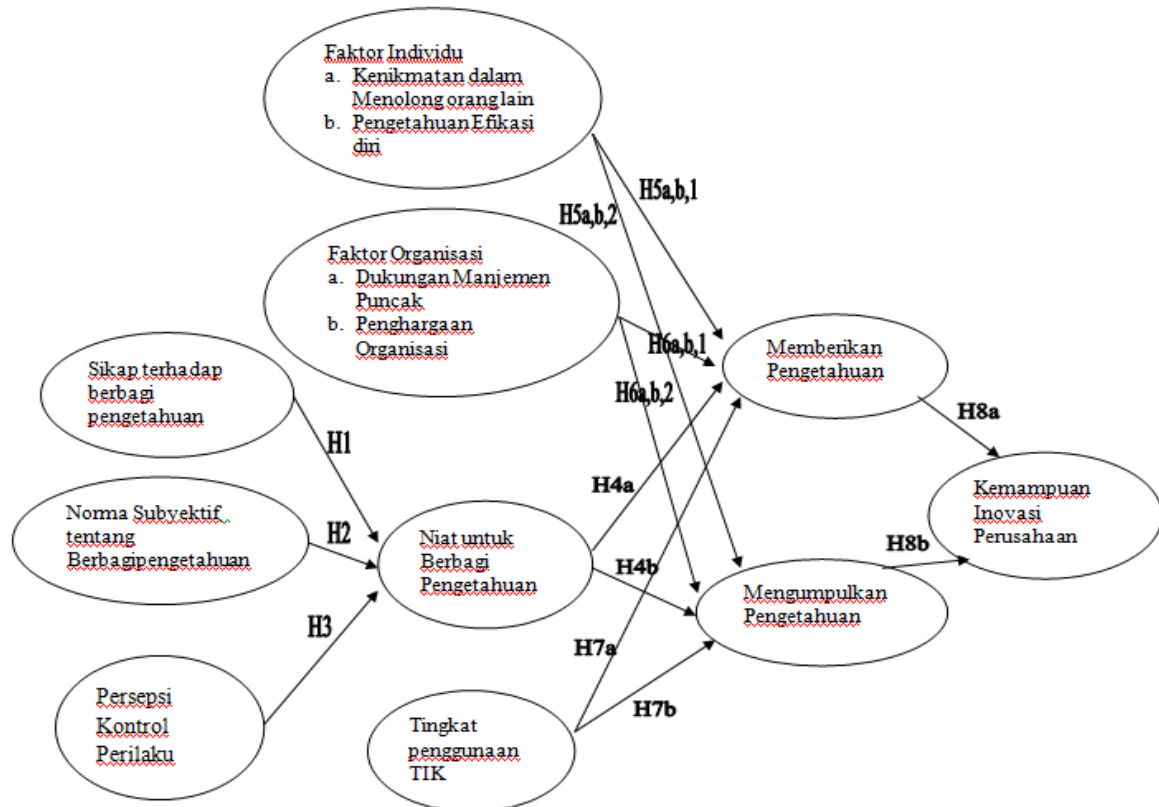 Faktor Individu
a. Kenikmatan dalam
Menolong orang lain
b. Pengetahuan Efikasi
diri
H5a,b,1
H5a,b,2
Faktor Organisasi
a. Dukungan Manjemen
Puncak
b. Penghargaan
Organisasi
H6a,b,1
H6a,b,2
Memberikan
Pengetahuan
Sikap terhadap
berbagi
pengetahuan
H1
H8a
H4a
Kemampuan
Inovasi
Perusahaan
Norma Subyektif
tentang
Berbagipengetahuan
H2
Niat untuk
Berbagi
Pengetahuan
H8b
H4b
Mengumpulkan
Pengetahuan
H3
H7a
H7b
Persepsi
Kontrol
Perilaku
Tingkat
penggunaan
TIK